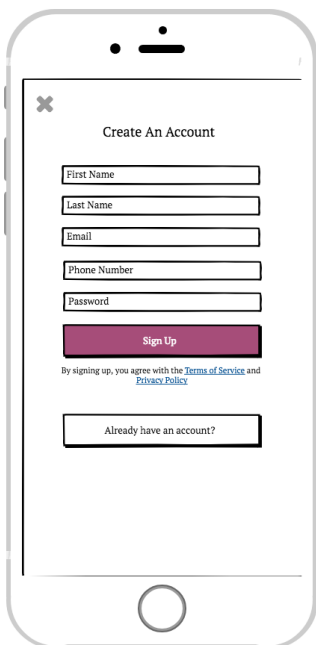 Create An Account
First Name
Last Name
Email
Phone Number
Password
Sign Up
By signing up, you agree with the Terms of Service and
Privacy Policy
Already have an account?